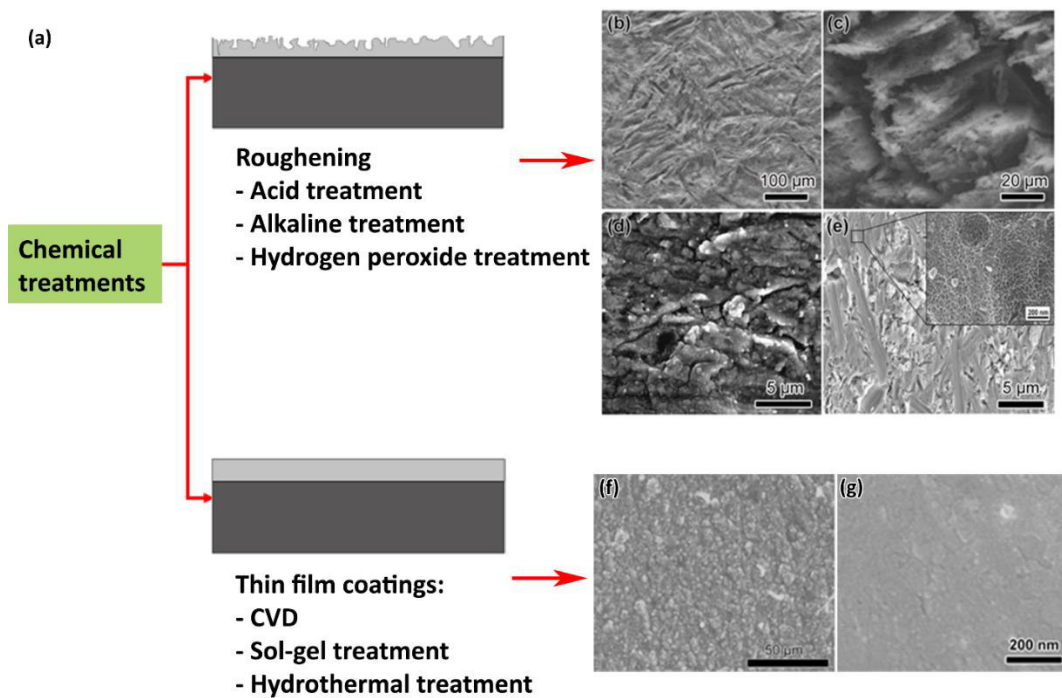 (a)
Chemical
treatments
Roughening
- Acid treatment
- Alkaline treatment
- Hydrogen peroxide treatment
(b)
100 µm
(c)
20 µm
(d)
5 µm
(e)
200 nm
5 µm
Thin film coatings:
- CVD
- Sol-gel treatment
- Hydrothermal treatment
(f)
50 µm
(g)
200 nm